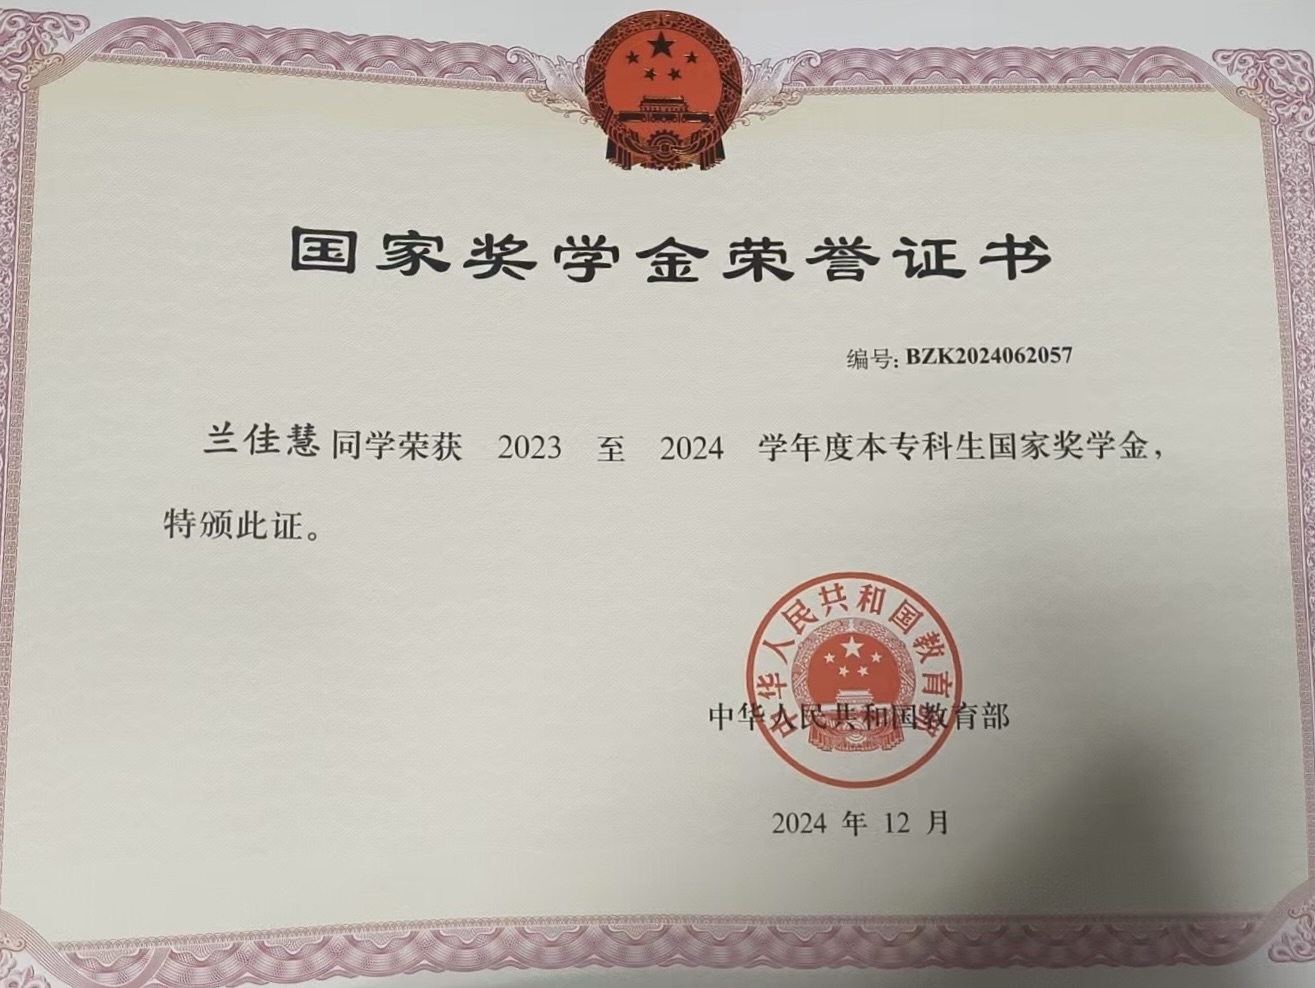 国家奖学金荣誉证书
编号: BZK2024062057
兰佳慧同学荣获 2023 至 2024 学年度本专科生国家奖学金，
特颁此证。
中华人民共和国教育部
中华人民共和国教育部
2024 年 12 月